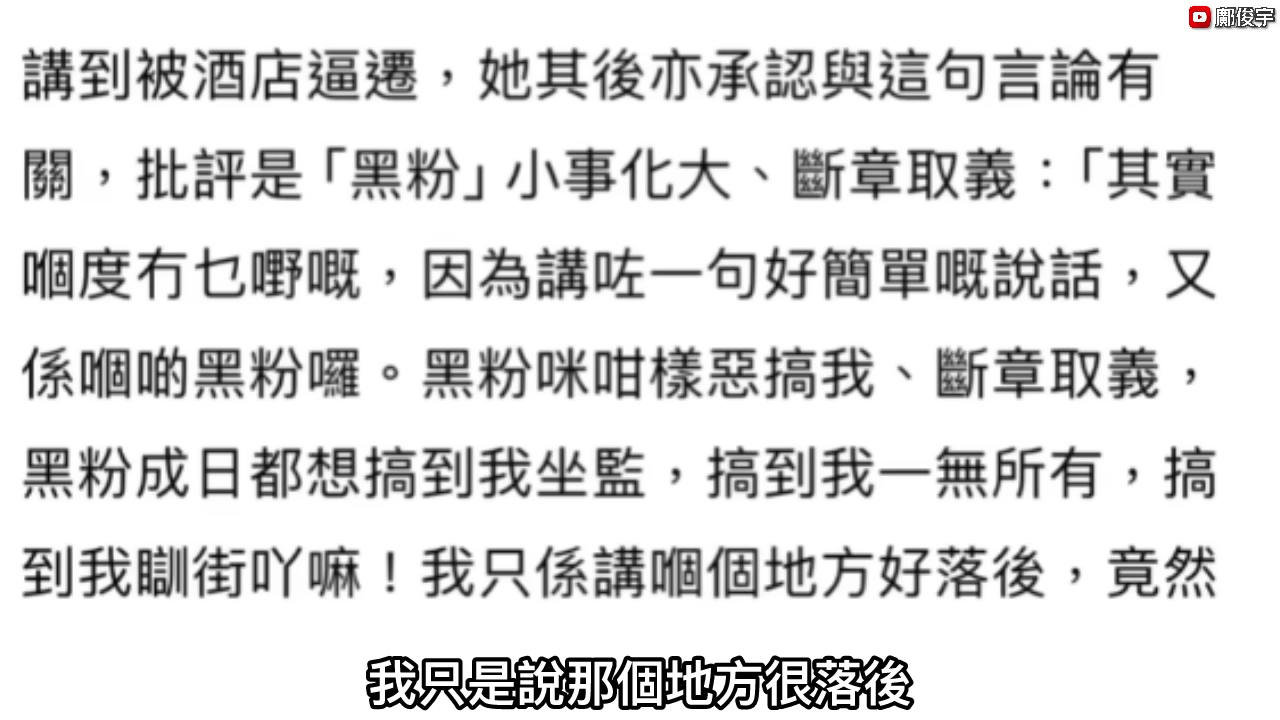 鄺俊宇
講到被酒店逼遷，她其後亦承認與這句言論有
關，批評是「黑粉」小事化大、斷章取義：「其實
嗰度冇乜嘢嘅，因為講咗一句好簡單嘅說話，又
係嗰啲黑粉囉。黑粉咪咁樣惡搞我、斷章取義，
黑粉成日都想搞到我坐監，搞到我一無所有，搞
到我瞓街吖嘛！我只係講嗰個地方好落後，竟然
我只是說那個地方很落後